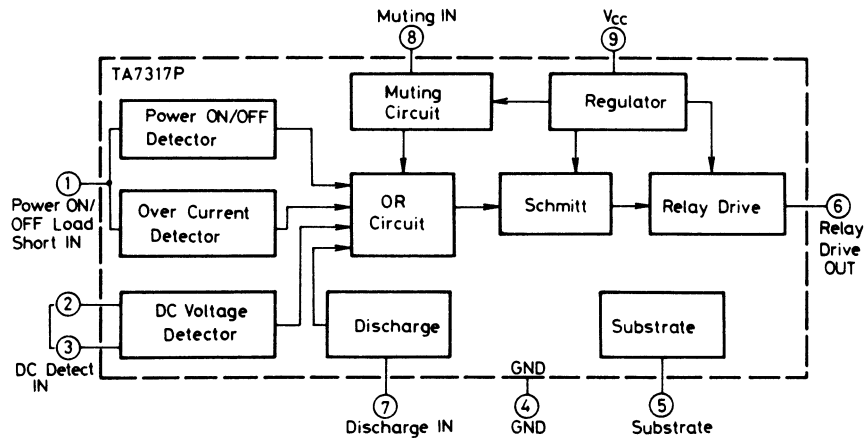 Muting IN
8
Vcc
9
TA7317P
Power ON/OFF
Detector
Muting
Circuit
Regulator
1
Power ON/
OFF Load
Short IN
Over Current
Detector
OR
Circuit
Schmitt
Relay Drive
6
Relay
Drive
OUT
2
3
DC Detect
IN
DC Voltage
Detector
Discharge
Substrate
GND
7
Discharge IN
4
GND
5
Substrate